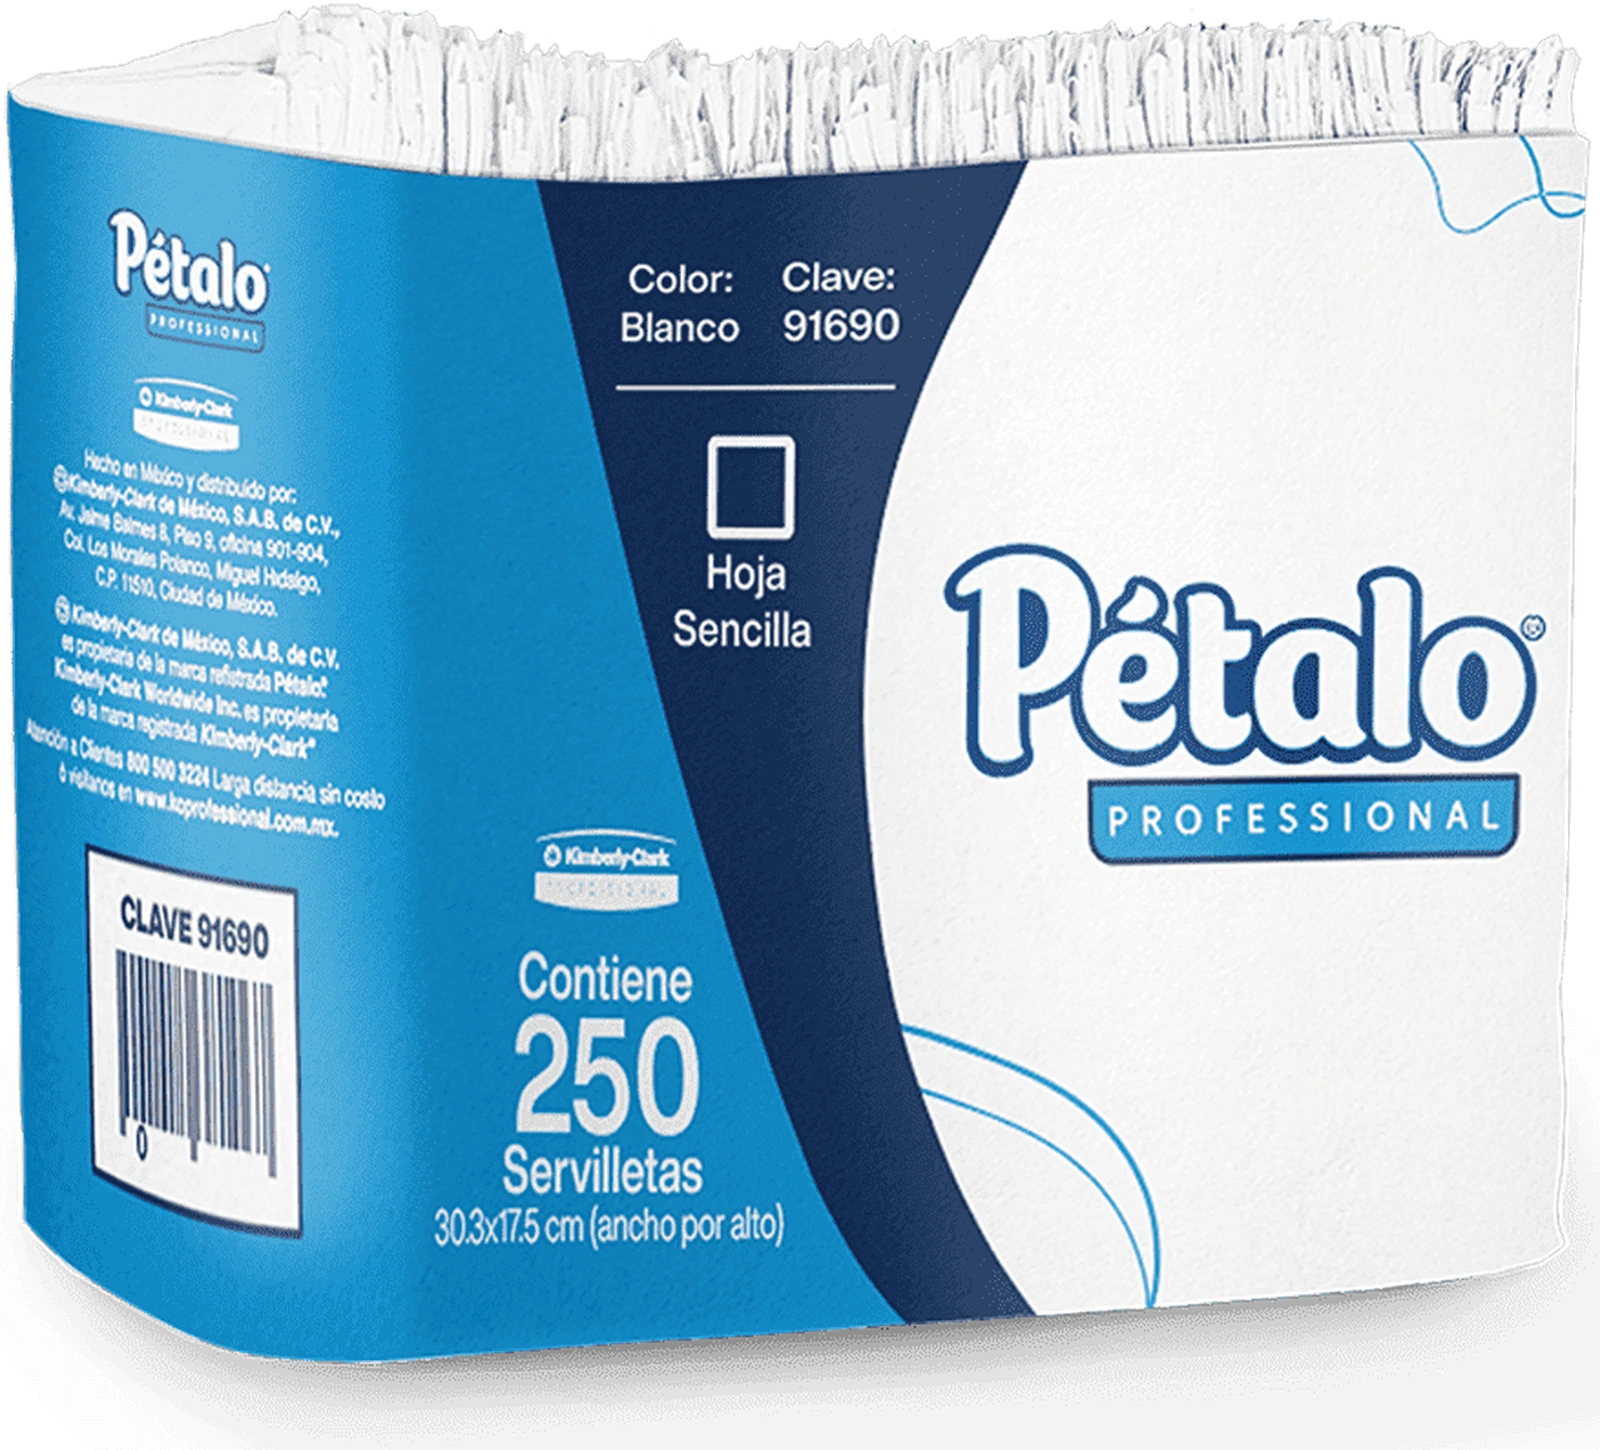 Pétalo
PROFESSIONAL
Kimberly-Clark
Hecho en México y distribuido por:
Kimberly-Clark de México, S.A.B. de C.V.,
Av. Jaime Balmes 8, Piso 9, oficina 901-904,
Col. Los Morales Polanco, Miguel Hidalgo,
C.P. 11510, Ciudad de México.
Kimberly-Clark de México, S.A.B. de C.V.
es propietaria de la marca refistrada Pétalo®
Kimberly-Clark Worldwide Inc. es propietaria
de la marca registrada Kimberly-Clark®
Atención a Clientes 800 500 3224 Larga distancia sin costo
ó visítanos en www.kcprofessional.com.mx.
CLAVE 91690
0
Color: Clave:
Blanco 91690
Hoja
Sencilla
Kimberly-Clark
PROFESSIONAL
Contiene
250
Servilletas
30.3x17.5 cm (ancho por alto)
Pétalo®
PROFESSIONAL